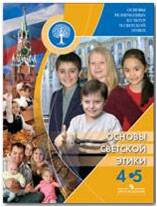 ОСНОВЫ
РЕЛИГИОЗНЫХ
КУЛЬТУР
И СВЕТСКОЙ
ЭТИКИ
ОСНОВЫ
СВЕТСКОЙ
ЭТИКИ
4•5